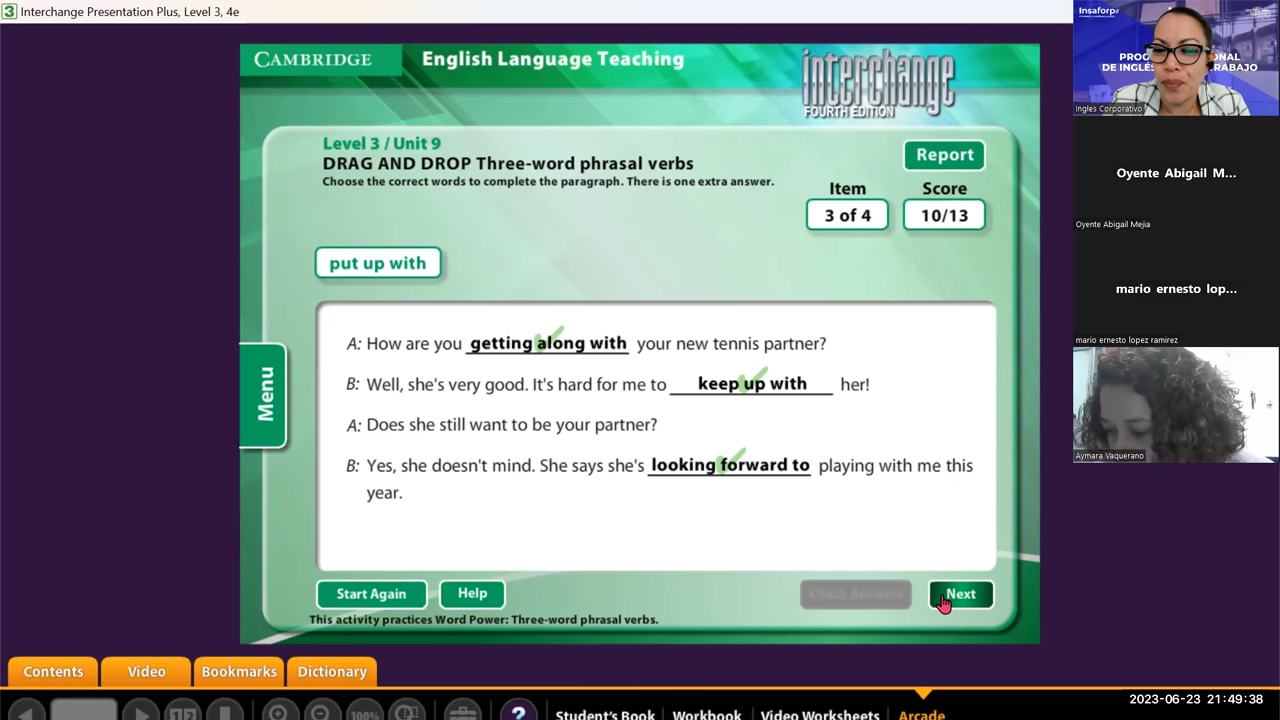 Interchange Presentation Plus, Level 3, 4e
CAMBRIDGE
English Language Teaching
interchange
FOURTH EDITION
Level 3 / Unit 9
DRAG AND DROP Three-word phrasal verbs
Choose the correct words to complete the paragraph. There is one extra answer.
Report
Item
Score
3 of 4
10/13
put up with
Menu
A: How are you getting along with your new tennis partner?
B: Well, she's very good. It's hard for me to keep up with her!
A: Does she still want to be your partner?
B: Yes, she doesn't mind. She says she's looking forward to playing with me this
year.
Start Again
Help
Check Answers
Next
This activity practices Word Power: Three-word phrasal verbs.
Contents
Video
Bookmarks
Dictionary
100%
?
Student's Book
Workbook
Video Worksheets
Arcade
Insaforp
DE INGLÉS
RABAJO
Ingles Corporativo
Oyente Abigail M...
Oyente Abigail Mejia
mario ernesto lop...
mario ernesto lopez ramirez
Aymara Vaquerano
2023-06-23 21:49:38